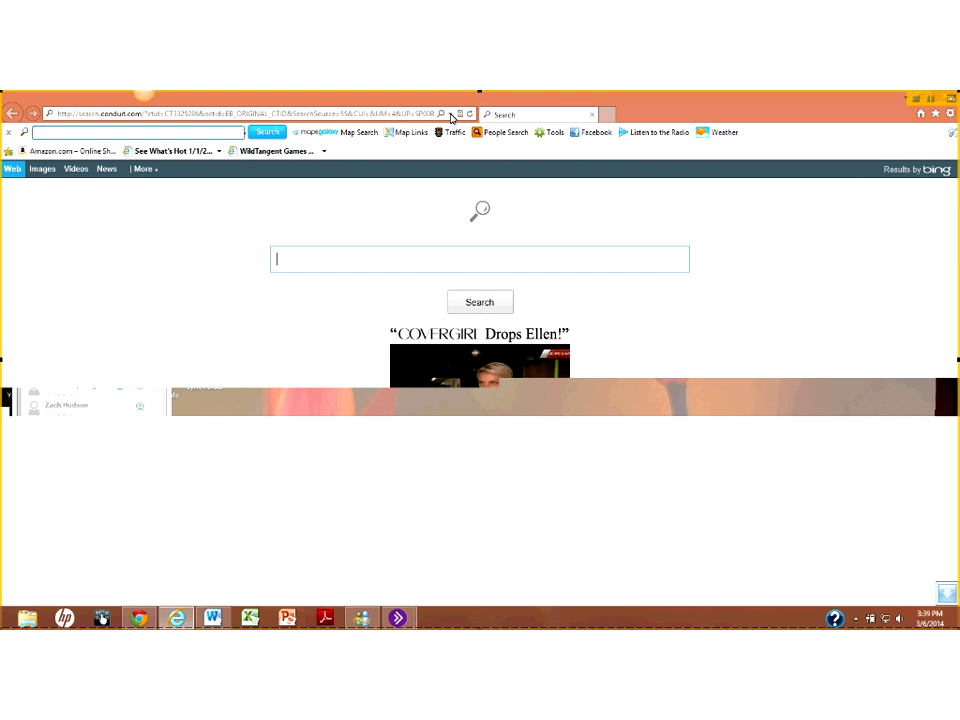 http://search.conduit.com/?ctid=CT3325286&octid=EB_ORIGINAL_CTID&SearchSource=55&CUI=&UM=4&UP=SP00B Search
Search mapsgalaxy Map Search Map Links Traffic People Search Tools Facebook Listen to the Radio Weather
Amazon.com – Online Sh... See What's Hot 1/1/2... WildTangent Games ...
Web Images Videos News | More Results by bing
Search
“COVERGIRL Drops Ellen!”
Zach Hudson
hp
3:39 PM
3/6/2014